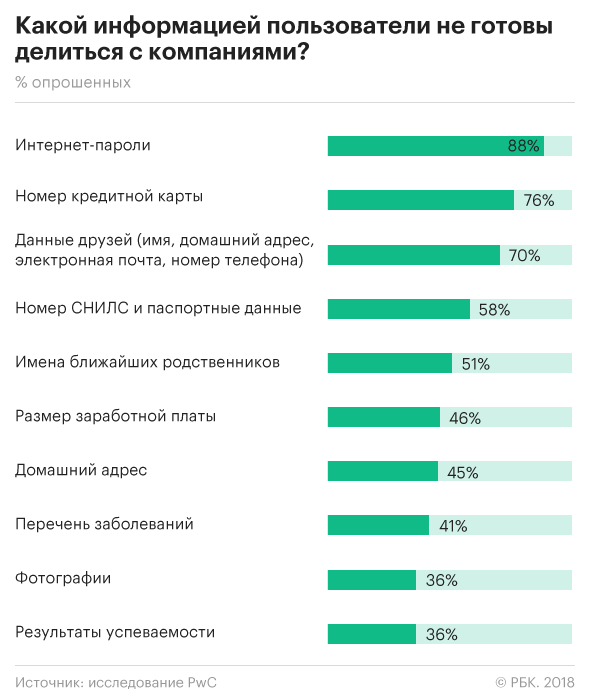 Какой информацией пользователи не готовы
делиться с компаниями?
% опрошенных
Интернет-пароли
88%
Номер кредитной карты
76%
Данные друзей (имя, домашний адрес,
электронная почта, номер телефона)
70%
Номер СНИЛС и паспортные данные
58%
Имена ближайших родственников
51%
Размер заработной платы
46%
Домашний адрес
45%
Перечень заболеваний
41%
Фотографии
36%
Результаты успеваемости
36%
Источник: исследование PwC
© РБК. 2018